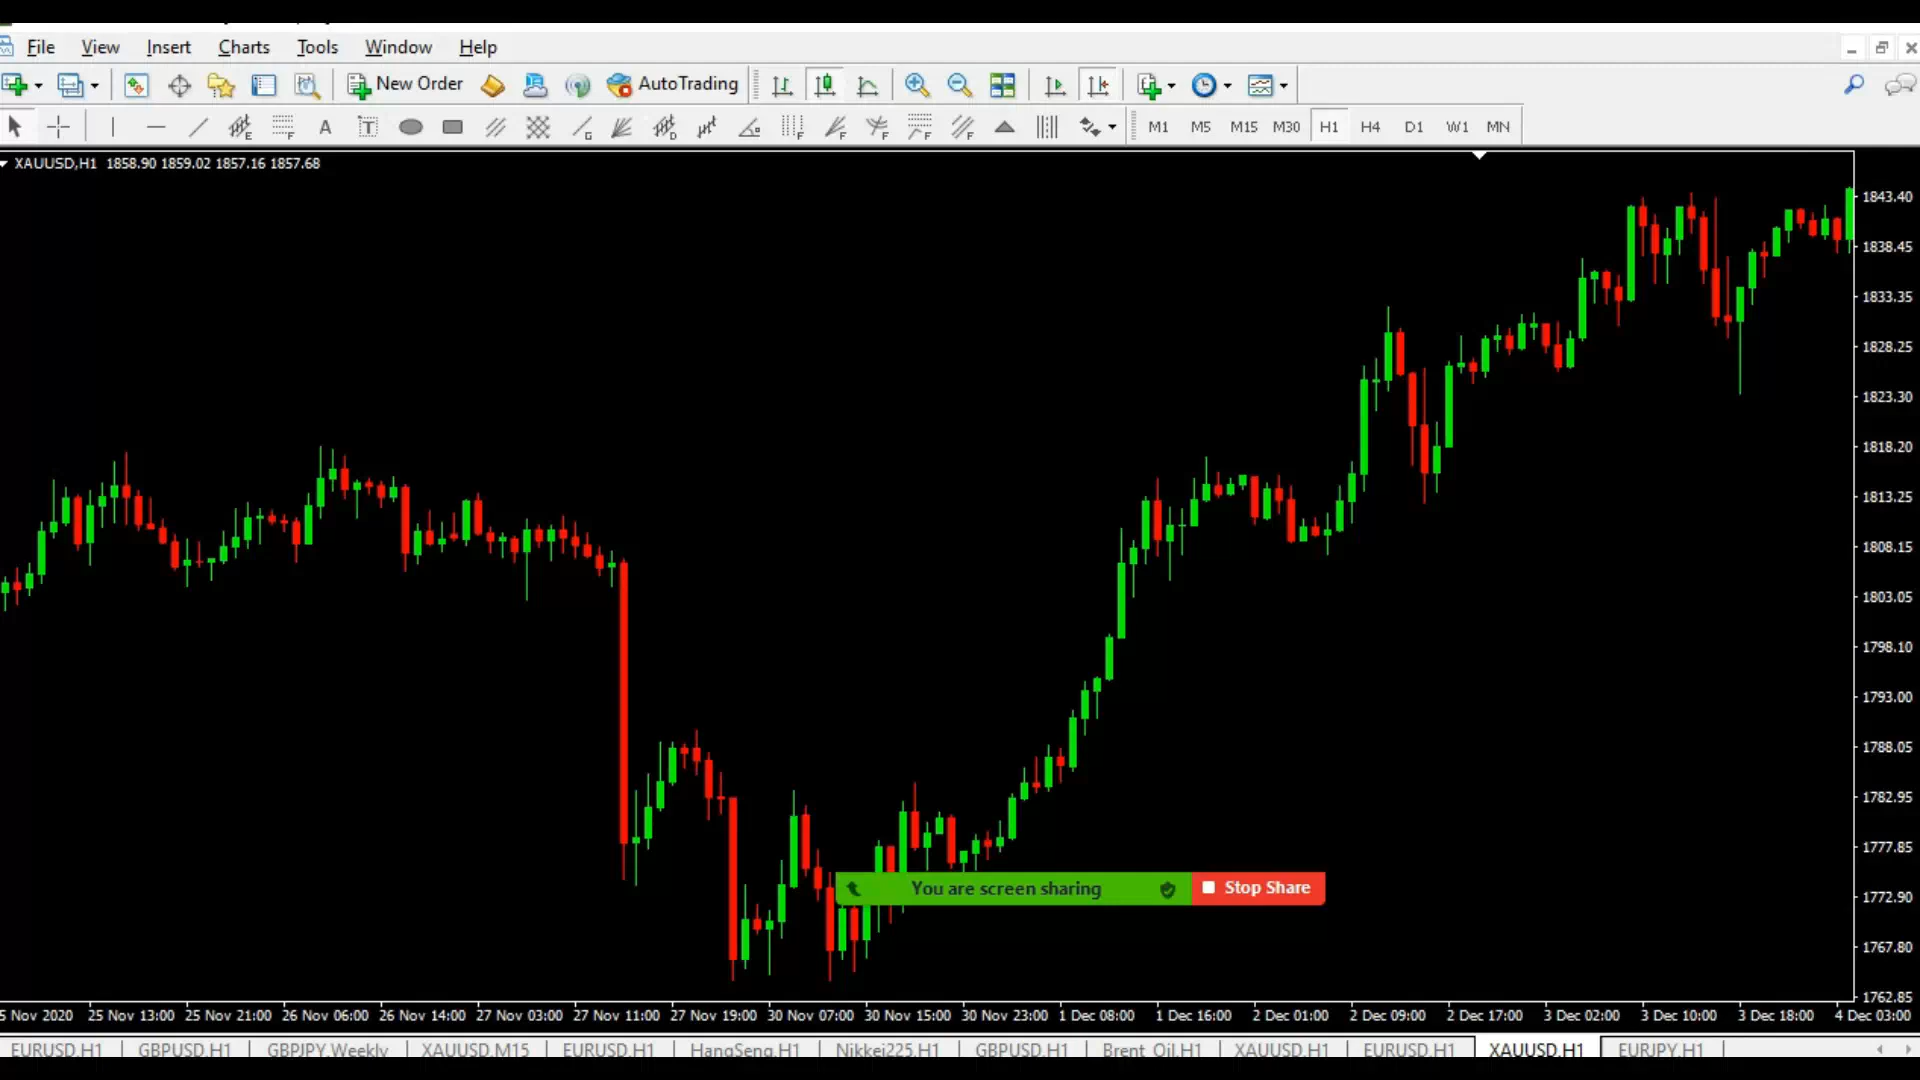 File View Insert Charts Tools Window Help
New Order AutoTrading
M1 M5 M15 M30 H1 H4 D1 W1 MN
XAUUSD,H1 1858.90 1859.02 1857.16 1857.68
1843.40
1838.45
1833.35
1828.25
1823.30
1818.20
1813.25
1808.15
1803.05
1798.10
1793.00
1788.05
1782.95
1777.85
You are screen sharing Stop Share
1772.90
1767.80
1762.85
5 Nov 2020 25 Nov 13:00 25 Nov 21:00 26 Nov 06:00 26 Nov 14:00 27 Nov 03:00 27 Nov 11:00 27 Nov 19:00 30 Nov 07:00 30 Nov 15:00 30 Nov 23:00 1 Dec 08:00 1 Dec 16:00 2 Dec 01:00 2 Dec 09:00 2 Dec 17:00 3 Dec 02:00 3 Dec 10:00 3 Dec 18:00 4 Dec 03:00
EURUSD,H1 GBPUSD,H1 GBPJPY,Weekly XAUUSD,M15 EURUSD,H1 HangSeng,H1 Nikkei225,H1 GBPUSD,H1 Brent_Oil,H1 XAUUSD,H1 EURUSD,H1 XAUUSD,H1 EURJPY,H1